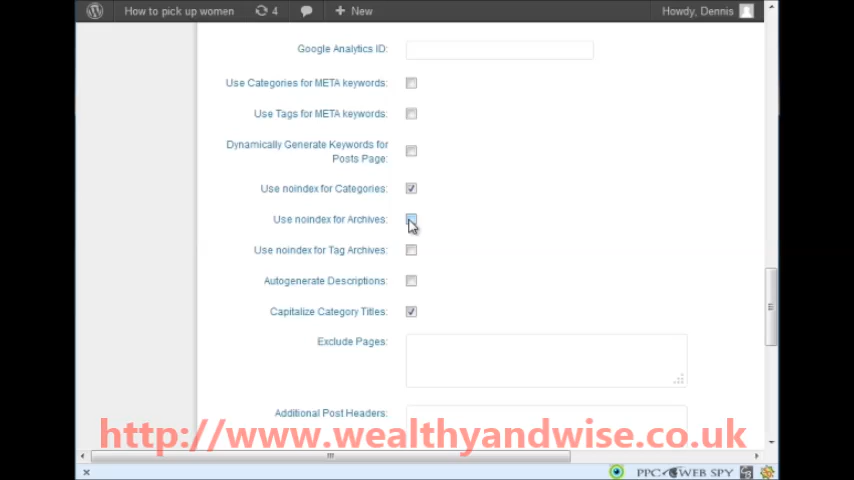 How to pick up women 4 + New Howdy, Dennis
Google Analytics ID:
Use Categories for META keywords:
Use Tags for META keywords:
Dynamically Generate Keywords for
Posts Page:
Use noindex for Categories:
Use noindex for Archives:
Use noindex for Tag Archives:
Autogenerate Descriptions:
Capitalize Category Titles:
Exclude Pages:
Additional Post Headers:
http://www.wealthyandwise.co.uk
PPC WEB SPY